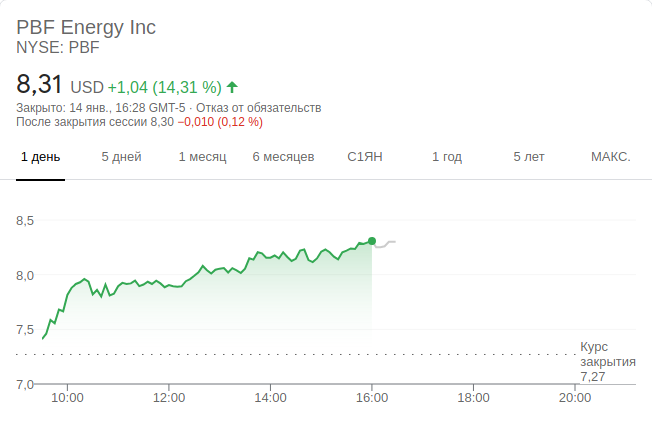 PBF Energy Inc
NYSE: PBF
8,31 USD +1,04 (14,31 %)
Закрыто: 14 янв., 16:28 GMT-5 · Отказ от обязательств
После закрытия сессии 8,30 −0,010 (0,12 %)
1 день 5 дней 1 месяц 6 месяцев С1ЯН 1 год 5 лет МАКС.
8,5
8,0
7,5
Курс
закрытия
7,27
7,0
10:00 12:00 14:00 16:00 18:00 20:00